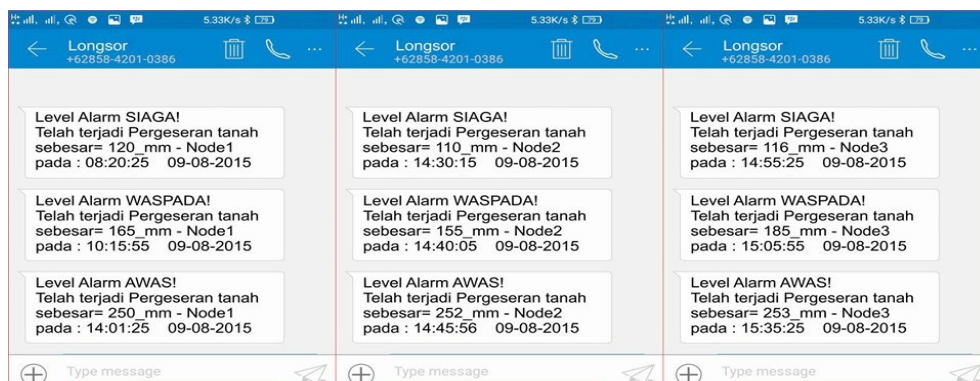 5.33K/s 79
Longsor
+62858-4201-0386
Level Alarm SIAGA!
Telah terjadi Pergeseran tanah
sebesar= 120_mm - Node1
pada : 08:20:25 09-08-2015
Level Alarm WASPADA!
Telah terjadi Pergeseran tanah
sebesar= 165_mm - Node1
pada : 10:15:55 09-08-2015
Level Alarm AWAS!
Telah terjadi Pergeseran tanah
sebesar= 250_mm - Node1
pada : 14:01:25 09-08-2015
Type message
5.33K/s 79
Longsor
+62858-4201-0386
Level Alarm SIAGA!
Telah terjadi Pergeseran tanah
sebesar= 110_mm - Node2
pada : 14:30:15 09-08-2015
Level Alarm WASPADA!
Telah terjadi Pergeseran tanah
sebesar= 155_mm - Node2
pada : 14:40:05 09-08-2015
Level Alarm AWAS!
Telah terjadi Pergeseran tanah
sebesar= 252_mm - Node2
pada : 14:45:56 09-08-2015
Type message
5.33K/s 79
Longsor
+62858-4201-0386
Level Alarm SIAGA!
Telah terjadi Pergeseran tanah
sebesar= 116_mm - Node3
pada : 14:55:25 09-08-2015
Level Alarm WASPADA!
Telah terjadi Pergeseran tanah
sebesar= 185_mm - Node3
pada : 15:05:55 09-08-2015
Level Alarm AWAS!
Telah terjadi Pergeseran tanah
sebesar= 253_mm - Node3
pada : 15:35:25 09-08-2015
Type message